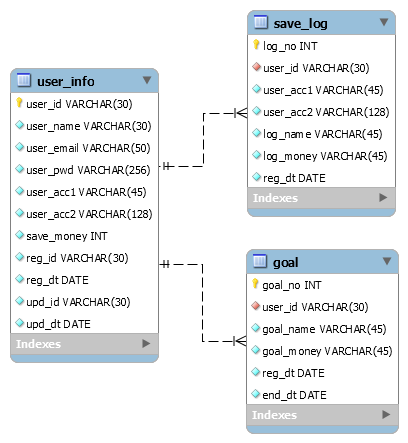 user_info
user_id VARCHAR(30)
user_name VARCHAR(30)
user_email VARCHAR(50)
user_pwd VARCHAR(256)
user_acc1 VARCHAR(45)
user_acc2 VARCHAR(128)
save_money INT
reg_id VARCHAR(30)
reg_dt DATE
upd_id VARCHAR(30)
upd_dt DATE
Indexes
save_log
log_no INT
user_id VARCHAR(30)
user_acc1 VARCHAR(45)
user_acc2 VARCHAR(128)
log_name VARCHAR(45)
log_money VARCHAR(45)
reg_dt DATE
Indexes
goal
goal_no INT
user_id VARCHAR(30)
goal_name VARCHAR(45)
goal_money VARCHAR(45)
reg_dt DATE
end_dt DATE
Indexes